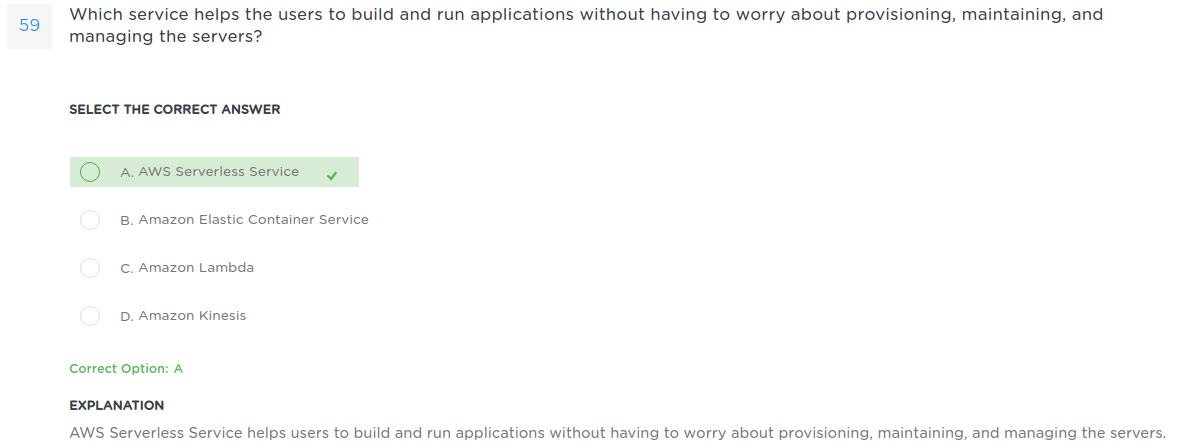 59
Which service helps the users to build and run applications without having to worry about provisioning, maintaining, and
managing the servers?
SELECT THE CORRECT ANSWER
A. AWS Serverless Service
B. Amazon Elastic Container Service
C. Amazon Lambda
D. Amazon Kinesis
Correct Option: A
EXPLANATION
AWS Serverless Service helps users to build and run applications without having to worry about provisioning, maintaining, and managing the servers.